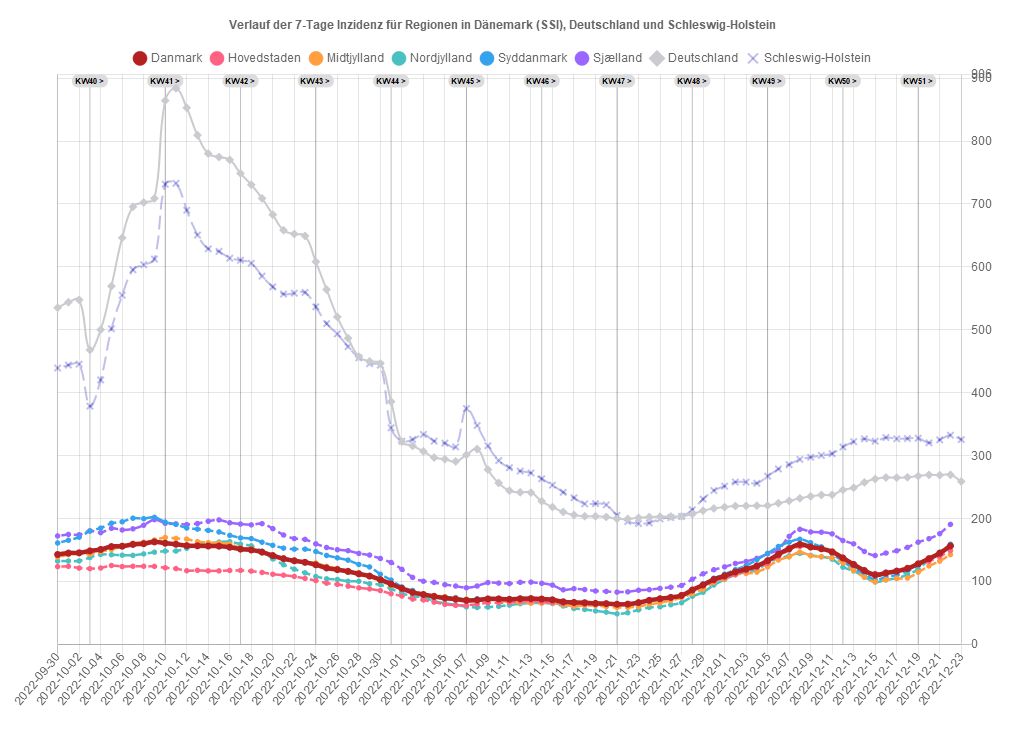 Verlauf der 7-Tage Inzidenz für Regionen in Dänemark (SSI), Deutschland und Schleswig-Holstein
Danmark Hovedstaden Midtjylland Nordjylland Syddanmark Sjælland Deutschland Schleswig-Holstein
KW40 > KW41 > KW42 > KW43 > KW44 > KW45 > KW46 > KW47 > KW48 > KW49 > KW50 > KW51 >
906
900
800
700
600
500
400
300
200
100
0
2022-09-30 2022-10-02 2022-10-04 2022-10-06 2022-10-08 2022-10-10 2022-10-12 2022-10-14 2022-10-16 2022-10-18 2022-10-20 2022-10-22 2022-10-24 2022-10-26 2022-10-28 2022-10-30 2022-11-01 2022-11-03 2022-11-05 2022-11-07 2022-11-09 2022-11-11 2022-11-13 2022-11-15 2022-11-17 2022-11-19 2022-11-21 2022-11-23 2022-11-25 2022-11-27 2022-11-29 2022-12-01 2022-12-03 2022-12-05 2022-12-07 2022-12-09 2022-12-11 2022-12-13 2022-12-15 2022-12-17 2022-12-19 2022-12-21 2022-12-23